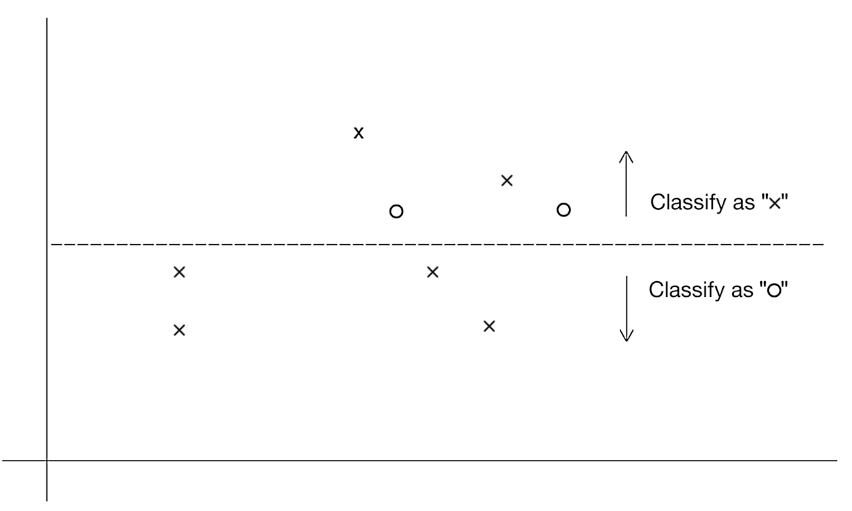 x
×
O
O
Classify as "×"
×
×
Classify as "O"
×
×